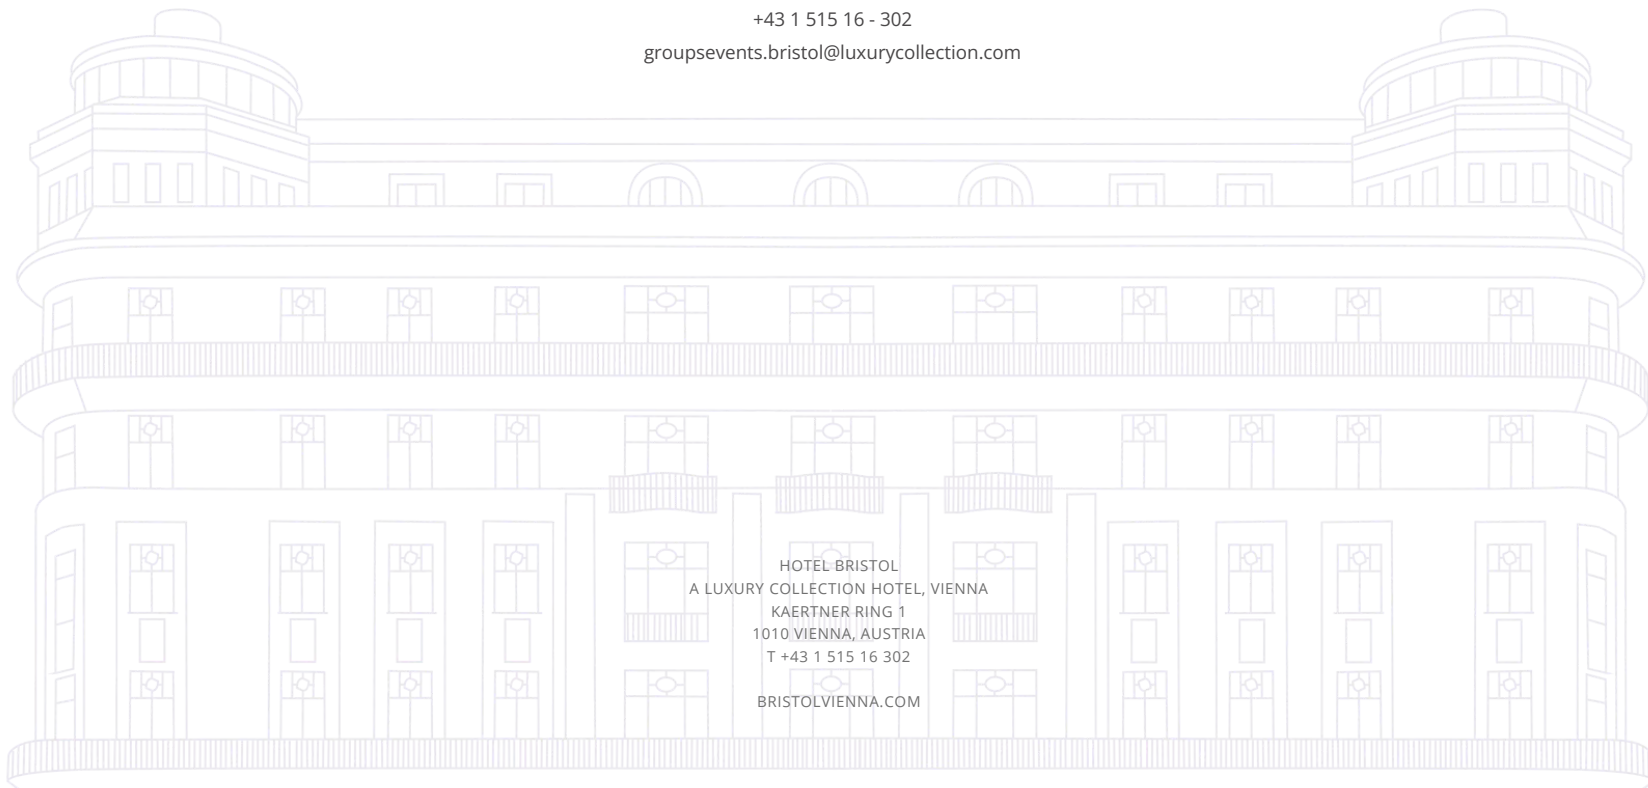 +43 1 515 16 - 302
groupsevents.bristol@luxurycollection.com
HOTEL BRISTOL
A LUXURY COLLECTION HOTEL, VIENNA
KAERTNER RING 1
1010 VIENNA, AUSTRIA
T +43 1 515 16 302
BRISTOLVIENNA.COM